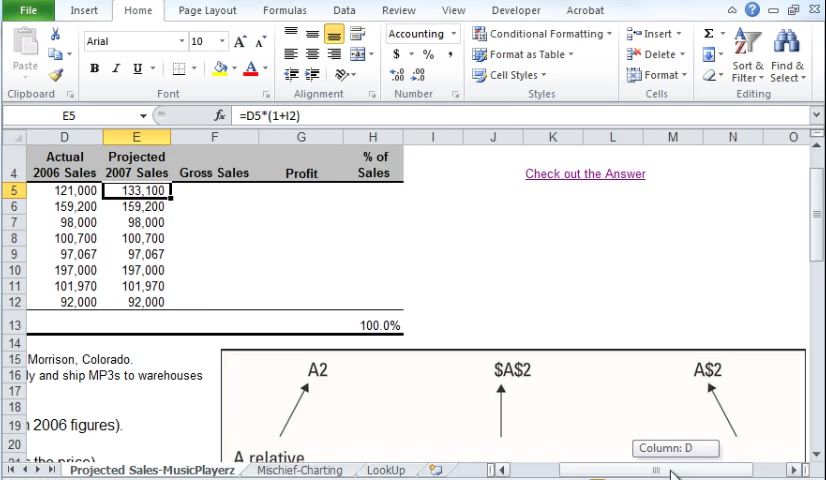 File Insert Home Page Layout Formulas Data Review View Developer Acrobat
Arial 10 A A Accounting Conditional Formatting Insert Σ
Paste B I U A $ % , Format as Table Delete Sort & Find &
.0 .00 Cell Styles Format Filter Select
Clipboard Font Alignment Number Styles Cells Editing
E5 fx =D5*(1+I2)
D E F G H I J K L M N O
Actual Projected % of
4 2006 Sales 2007 Sales Gross Sales Profit Sales Check out the Answer
5 121,000 133,100
6 159,200 159,200
7 98,000 98,000
8 100,700 100,700
9 97,067 97,067
10 197,000 197,000
11 101,970 101,970
12 92,000 92,000
13 100.0%
14
15 Morrison, Colorado.
16 ly and ship MP3s to warehouses A2 $A$2 A$2
17
18
19 n 2006 figures).
20
21 s the price) A relative
Column: D
Projected Sales-MusicPlayerz Mischief-Charting LookUp